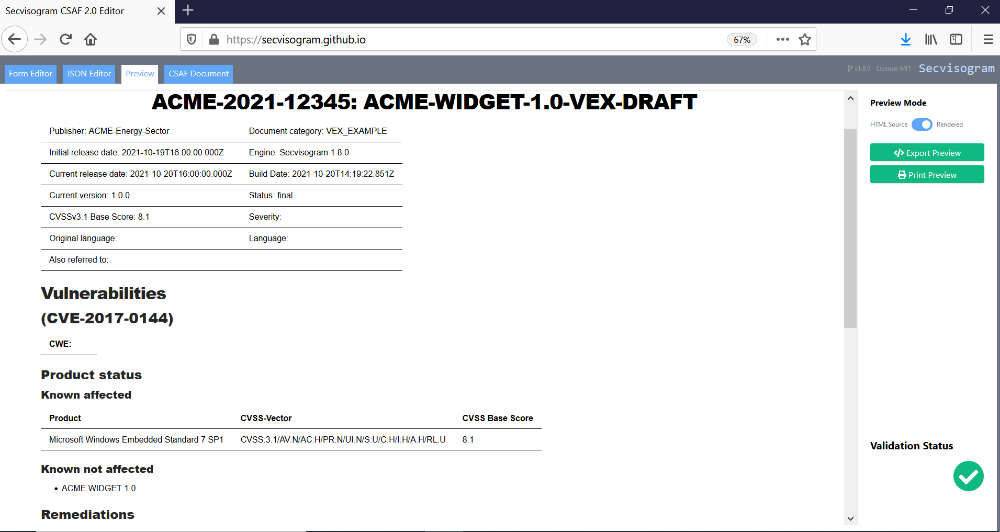 Secvisogram CSAF 2.0 Editor
https://secvisogram.github.io
67%
Form Editor
JSON Editor
Preview
CSAF Document
v1.8.0
License: MIT
Secvisogram
ACME-2021-12345: ACME-WIDGET-1.0-VEX-DRAFT
Publisher: ACME-Energy-Sector
Document category: VEX_EXAMPLE
Initial release date: 2021-10-19T16:00:00.000Z
Engine: Secvisogram 1.8.0
Current release date: 2021-10-20T16:00:00.000Z
Build Date: 2021-10-20T14:19:22.851Z
Current version: 1.0.0
Status: final
CVSSv3.1 Base Score: 8.1
Severity:
Original language:
Language:
Also referred to:
Vulnerabilities
(CVE-2017-0144)
CWE:
Product status
Known affected
Product
CVSS-Vector
CVSS Base Score
Microsoft Windows Embedded Standard 7 SP1
CVSS:3.1/AV:N/AC:H/PR:N/UI:N/S:U/C:H/I:H/A:H/RL:U
8.1
Known not affected
ACME WIDGET 1.0
Remediations
Preview Mode
HTML Source
Rendered
Export Preview
Print Preview
Validation Status